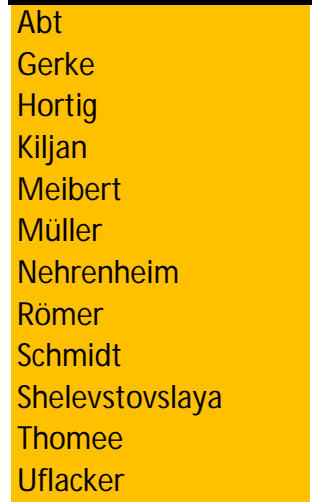 Abt
Gerke
Hortig
Kiljan
Meibert
Müller
Nehrenheim
Römer
Schmidt
Shelevstovslaya
Thomee
Uflacker